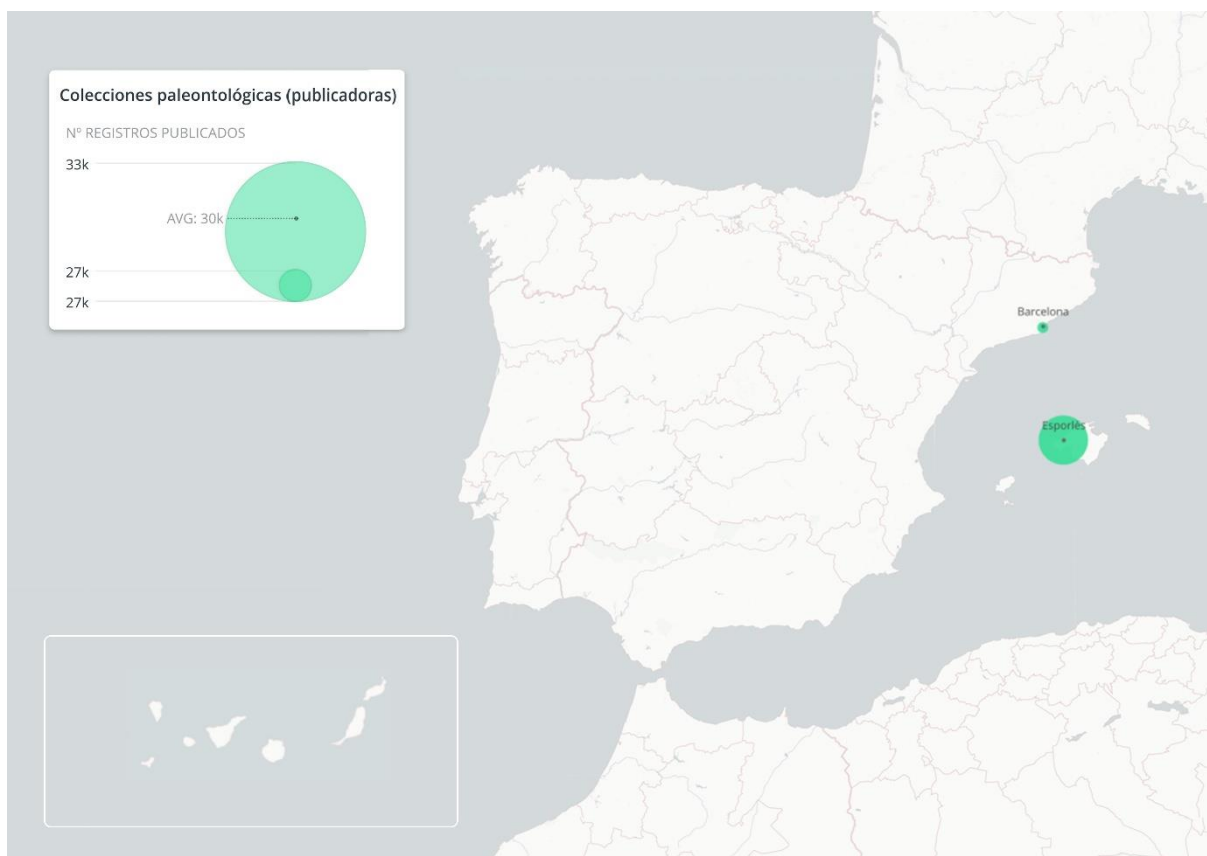 Colecciones paleontológicas (publicadoras)
Nº REGISTROS PUBLICADOS
33k
AVG: 30k
27k
27k
Barcelona
Esporles